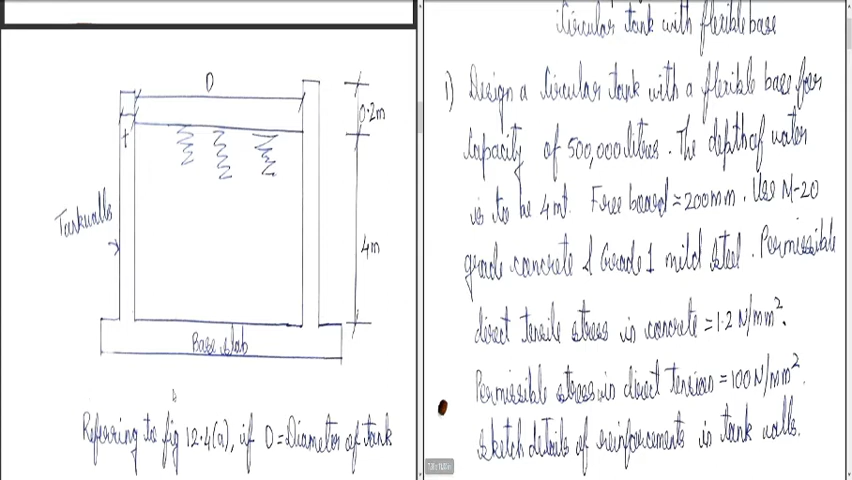 D
0.2m
t
Tankwalls
4m
Base slab
Referring to fig 12.4(a), if D = Diameter of tank
Circular tank with flexible base
1) Design a Circular tank with a flexible base for
Capacity of 500,000 litres. The depth of water
is to be 4 mt. Free board = 200mm. Use M-20
grade concrete & Grade 1 mild steel. Permissible
direct tensile stress in concrete = 1.2 N/mm².
Permissible stress in direct tension = 100 N/mm².
Sketch details of reinforcements in tank walls.